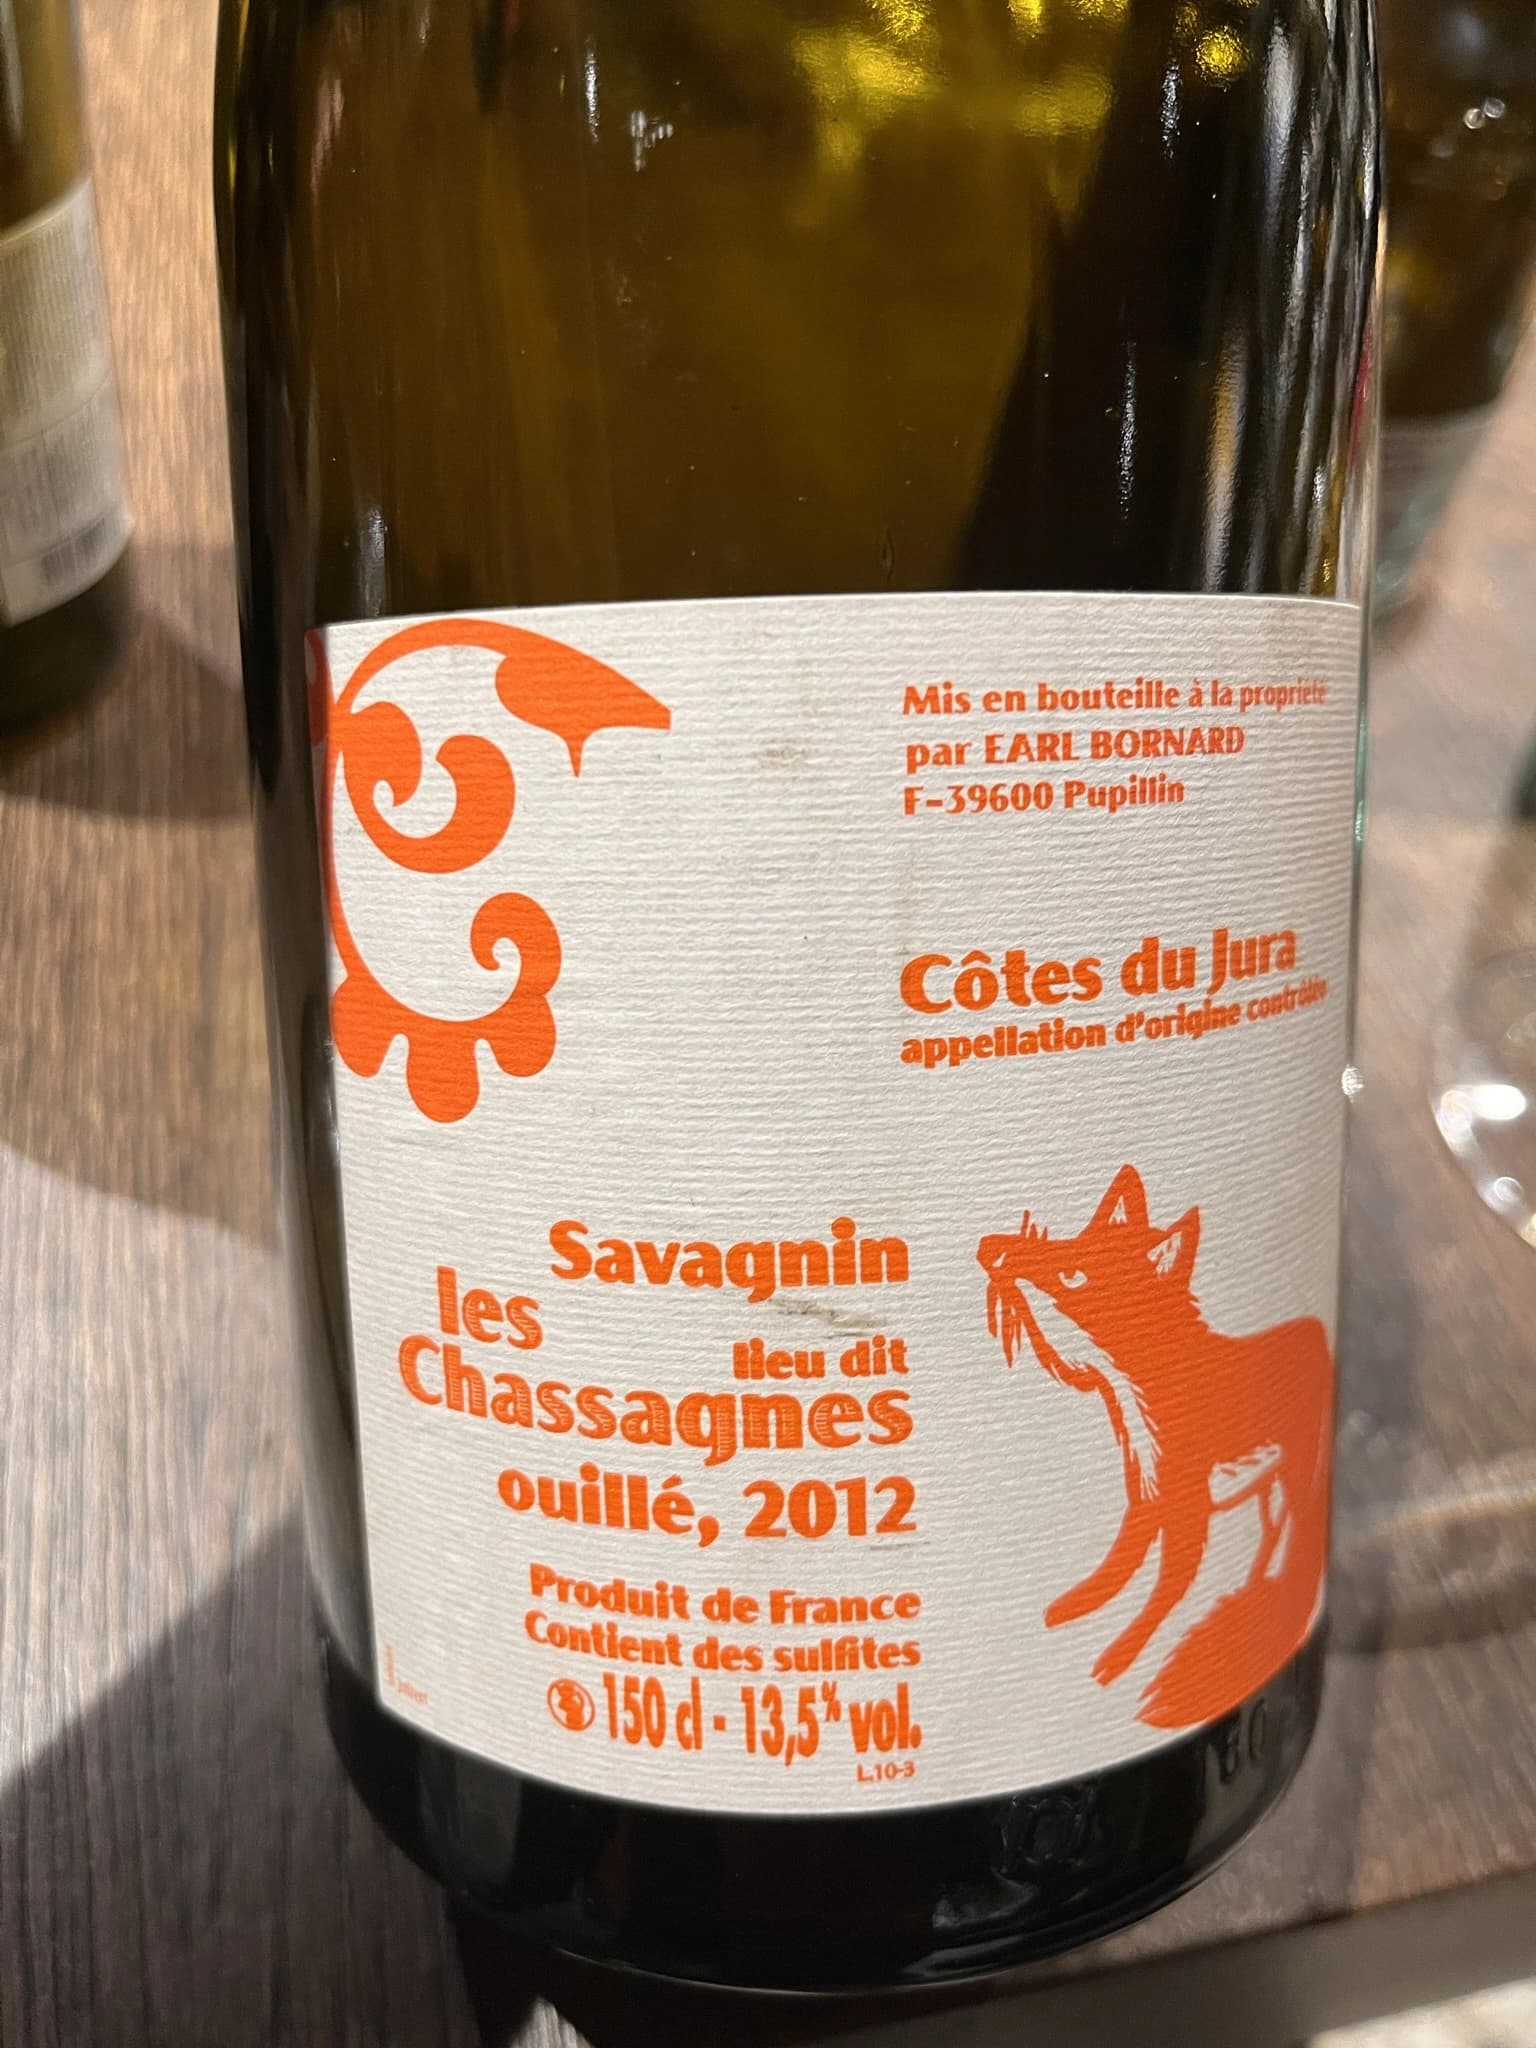 Mis en bouteille à la propriété
par EARL BORNARD
F-39600 Pupillin
Côtes du Jura
appellation d'origine contrôlée
Savagnin
les
lieu dit
Chassagnes
ouillé, 2012
Produit de France
Contient des sulfites
150 cl - 13,5% vol.
L.10-3